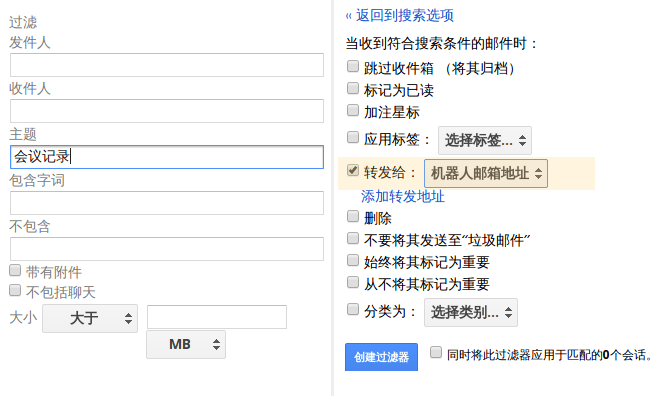 过滤
发件人
收件人
主题
会议记录
包含字词
不包含
带有附件
不包括聊天
大小 大于
MB
« 返回到搜索选项
当收到符合搜索条件的邮件时：
跳过收件箱 （将其归档）
标记为已读
加注星标
应用标签： 选择标签...
转发给： 机器人邮箱地址
添加转发地址
删除
不要将其发送至“垃圾邮件”
始终将其标记为重要
从不将其标记为重要
分类为： 选择类别...
创建过滤器 同时将此过滤器应用于匹配的0个会话。